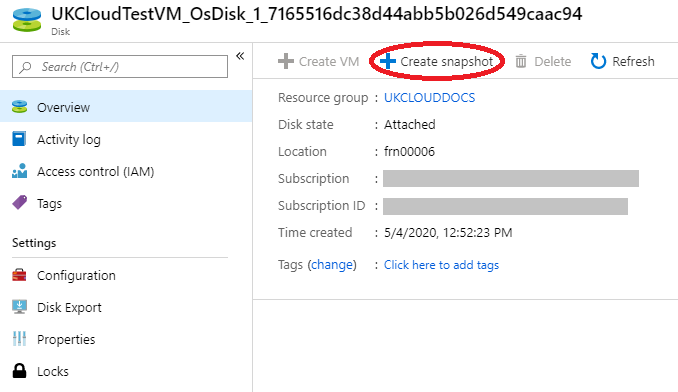 UKCloudTestVM_OsDisk_1_7165516dc38d44abb5b026d549caac94
Disk
Search (Ctrl+/)
«
Overview
Activity log
Access control (IAM)
Tags
Settings
Configuration
Disk Export
Properties
Locks
Create VM Create snapshot Delete Refresh
Resource group : UKCLOUDDOCS
Disk state : Attached
Location : frn00006
Subscription :
Subscription ID :
Time created : 5/4/2020, 12:52:23 PM
Tags (change) : Click here to add tags